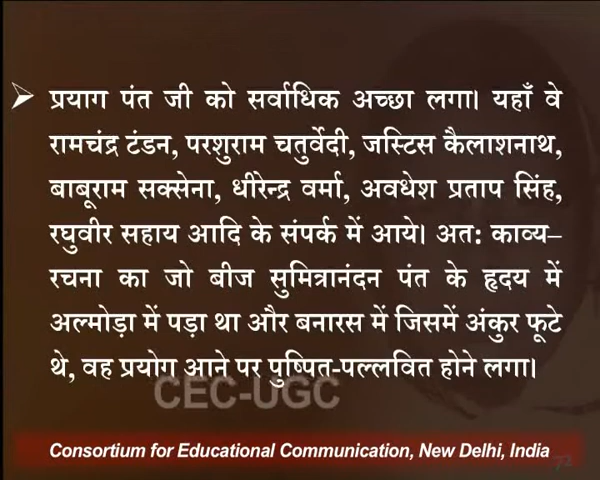 ➢ प्रयाग पंत जी को सर्वाधिक अच्छा लगा। यहाँ वे
रामचंद्र टंडन, परशुराम चतुर्वेदी, जस्टिस कैलाशनाथ,
बाबूराम सक्सेना, धीरेन्द्र वर्मा, अवधेश प्रताप सिंह,
रघुवीर सहाय आदि के संपर्क में आये। अतः काव्य–
रचना का जो बीज सुमित्रानंदन पंत के हृदय में
अल्मोड़ा में पड़ा था और बनारस में जिसमें अंकुर फूटे
थे, वह प्रयोग आने पर पुष्पित-पल्लवित होने लगा।
CEC-UGC
Consortium for Educational Communication, New Delhi, India